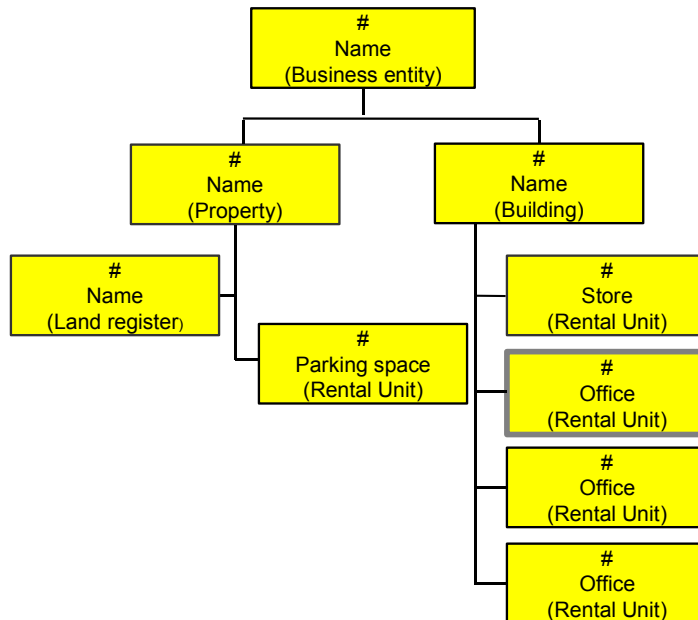 #
Name
(Business entity)
#
Name
(Property)
#
Name
(Building)
#
Name
(Land register)
#
Store
(Rental Unit)
#
Parking space
(Rental Unit)
#
Office
(Rental Unit)
#
Office
(Rental Unit)
#
Office
(Rental Unit)